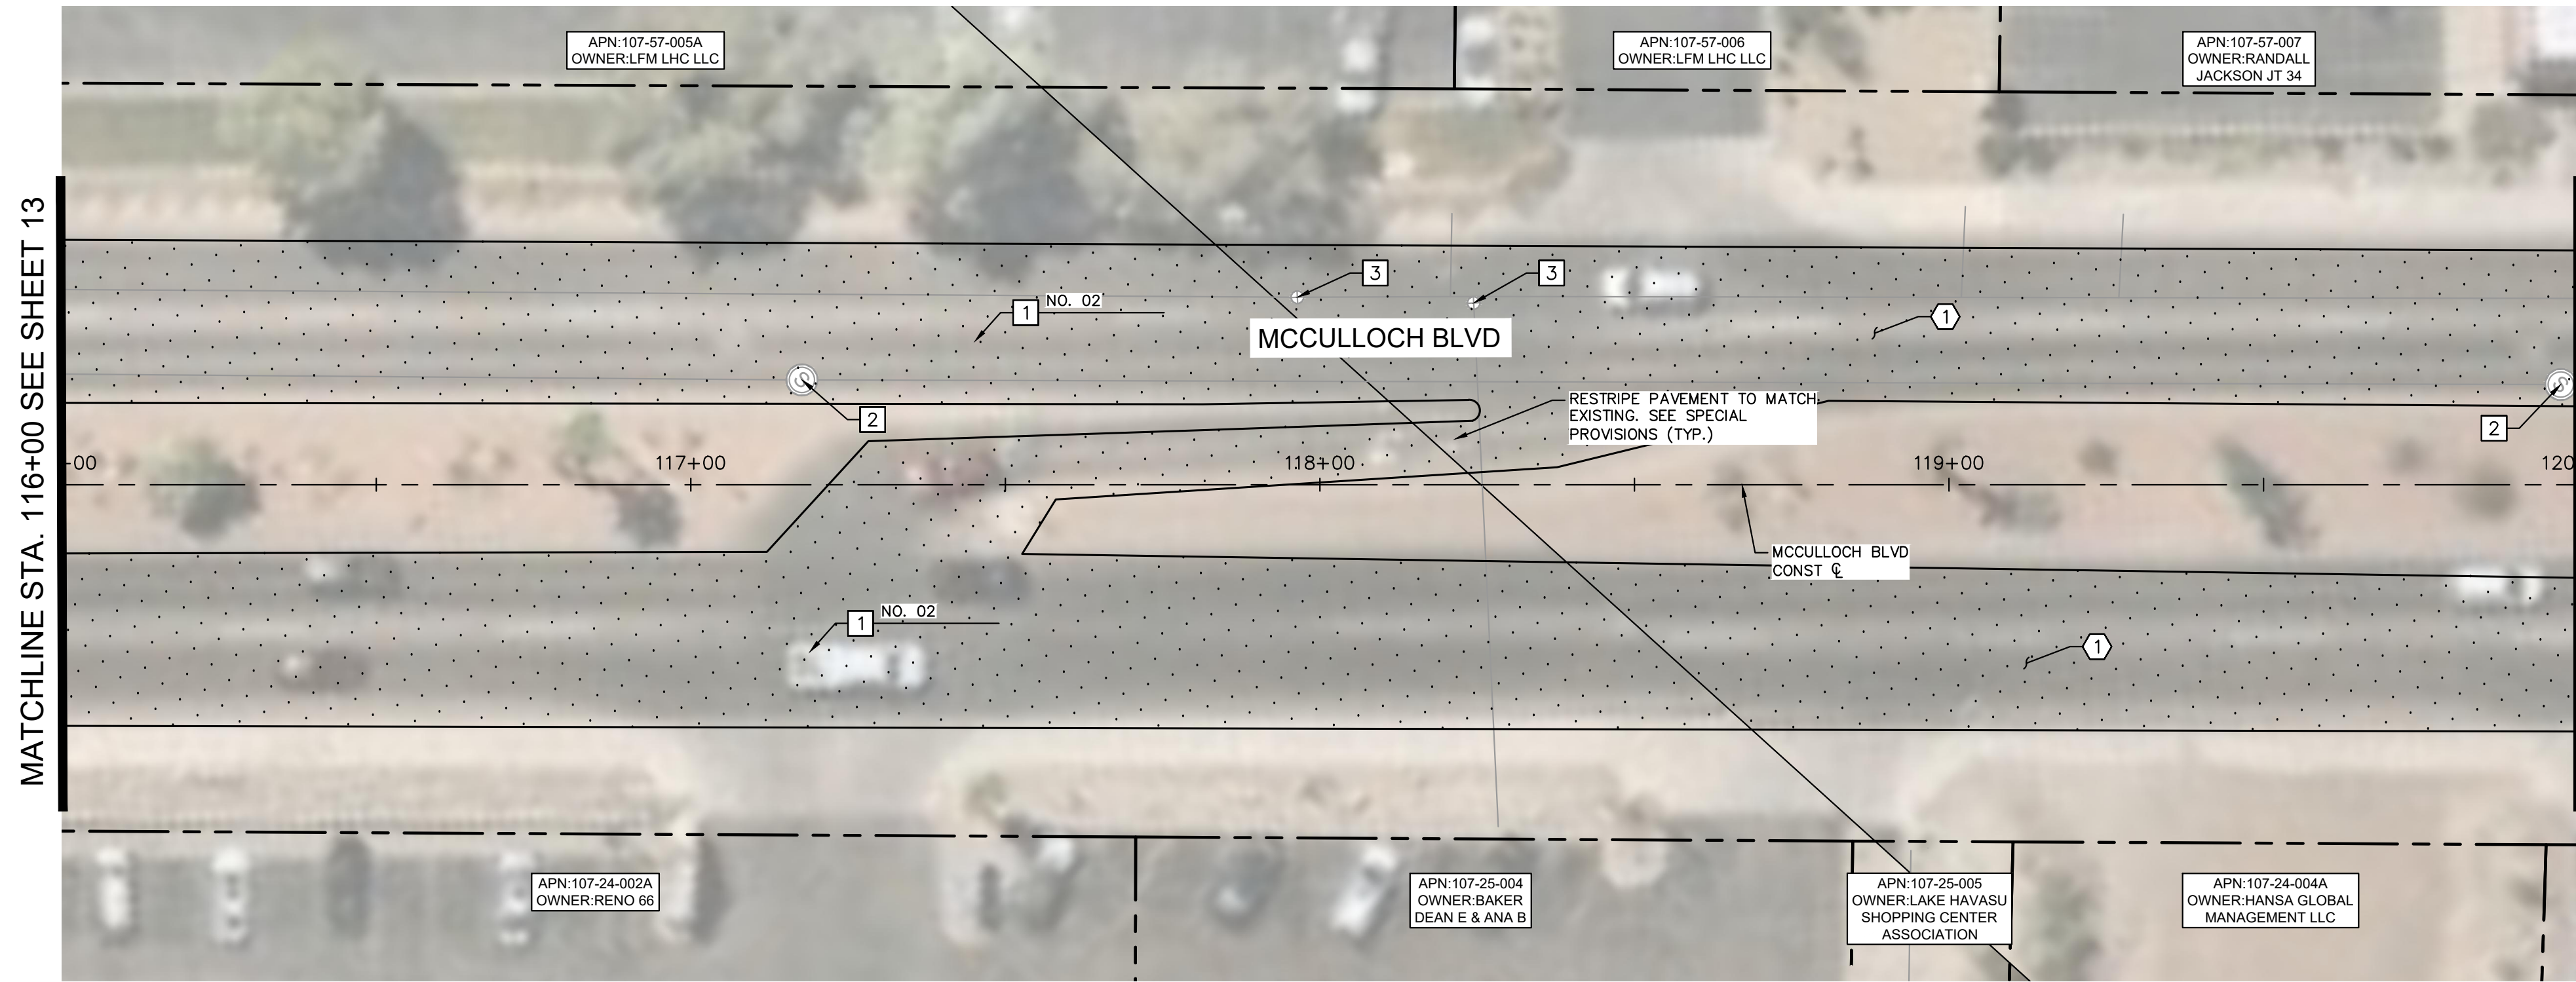 APN:107-57-005A
OWNER:LFM LHC LLC
APN:107-57-006
OWNER:LFM LHC LLC
APN:107-57-007
OWNER:RANDALL
JACKSON JT 34
MATCHLINE STA. 116+00 SEE SHEET 13
3
3
1
NO. 02
1
MCCULLOCH BLVD
S
2
S
2
RESTRIPE PAVEMENT TO MATCH
EXISTING. SEE SPECIAL
PROVISIONS (TYP.)
+00
117+00
118+00
119+00
120
MCCULLOCH BLVD
CONST ℄
1
NO. 02
1
APN:107-24-002A
OWNER:RENO 66
APN:107-25-004
OWNER:BAKER
DEAN E & ANA B
APN:107-25-005
OWNER:LAKE HAVASU
SHOPPING CENTER
ASSOCIATION
APN:107-24-004A
OWNER:HANSA GLOBAL
MANAGEMENT LLC